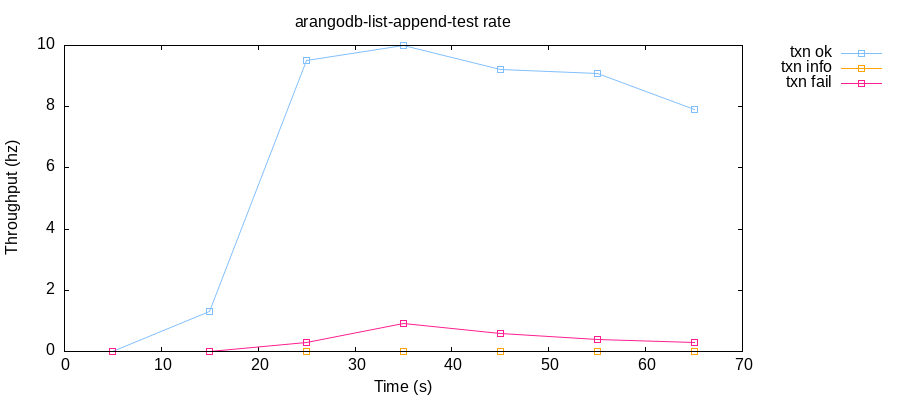 arangodb-list-append-test rate
txn ok
txn info
txn fail
10
8
6
4
2
0
Throughput (hz)
0 10 20 30 40 50 60 70
Time (s)